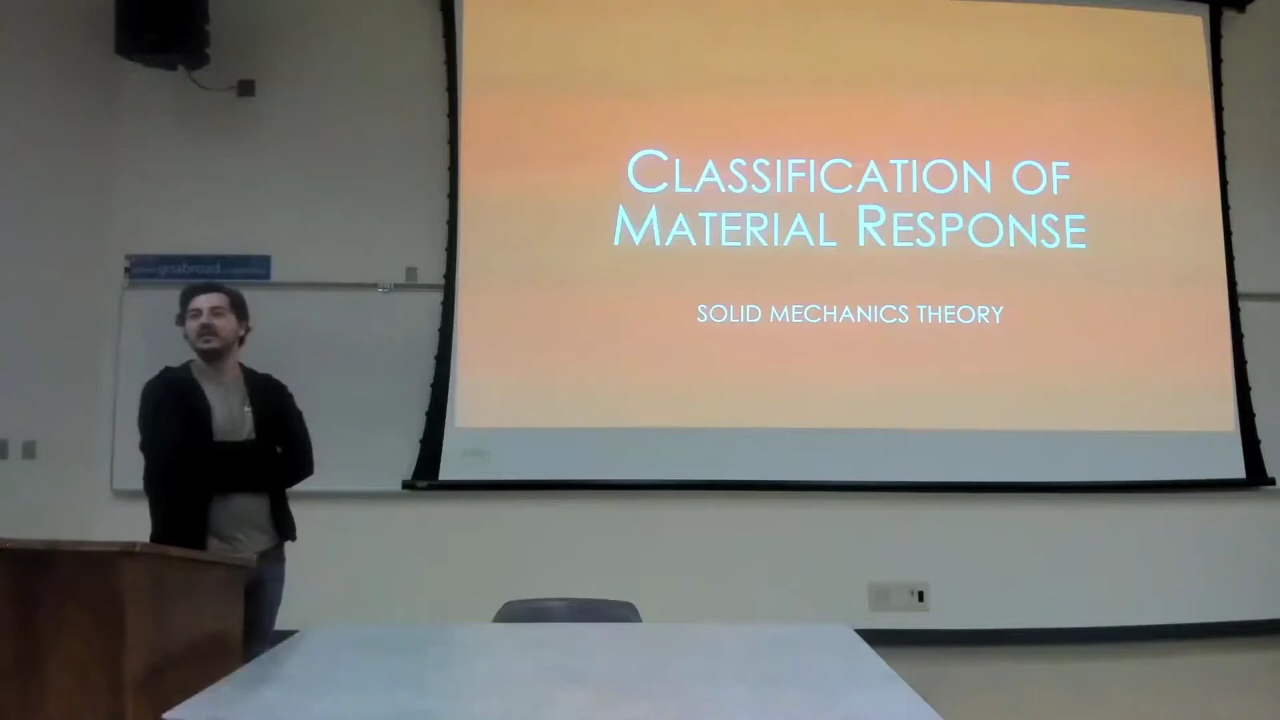 CLASSIFICATION OF
MATERIAL RESPONSE
SOLID MECHANICS THEORY